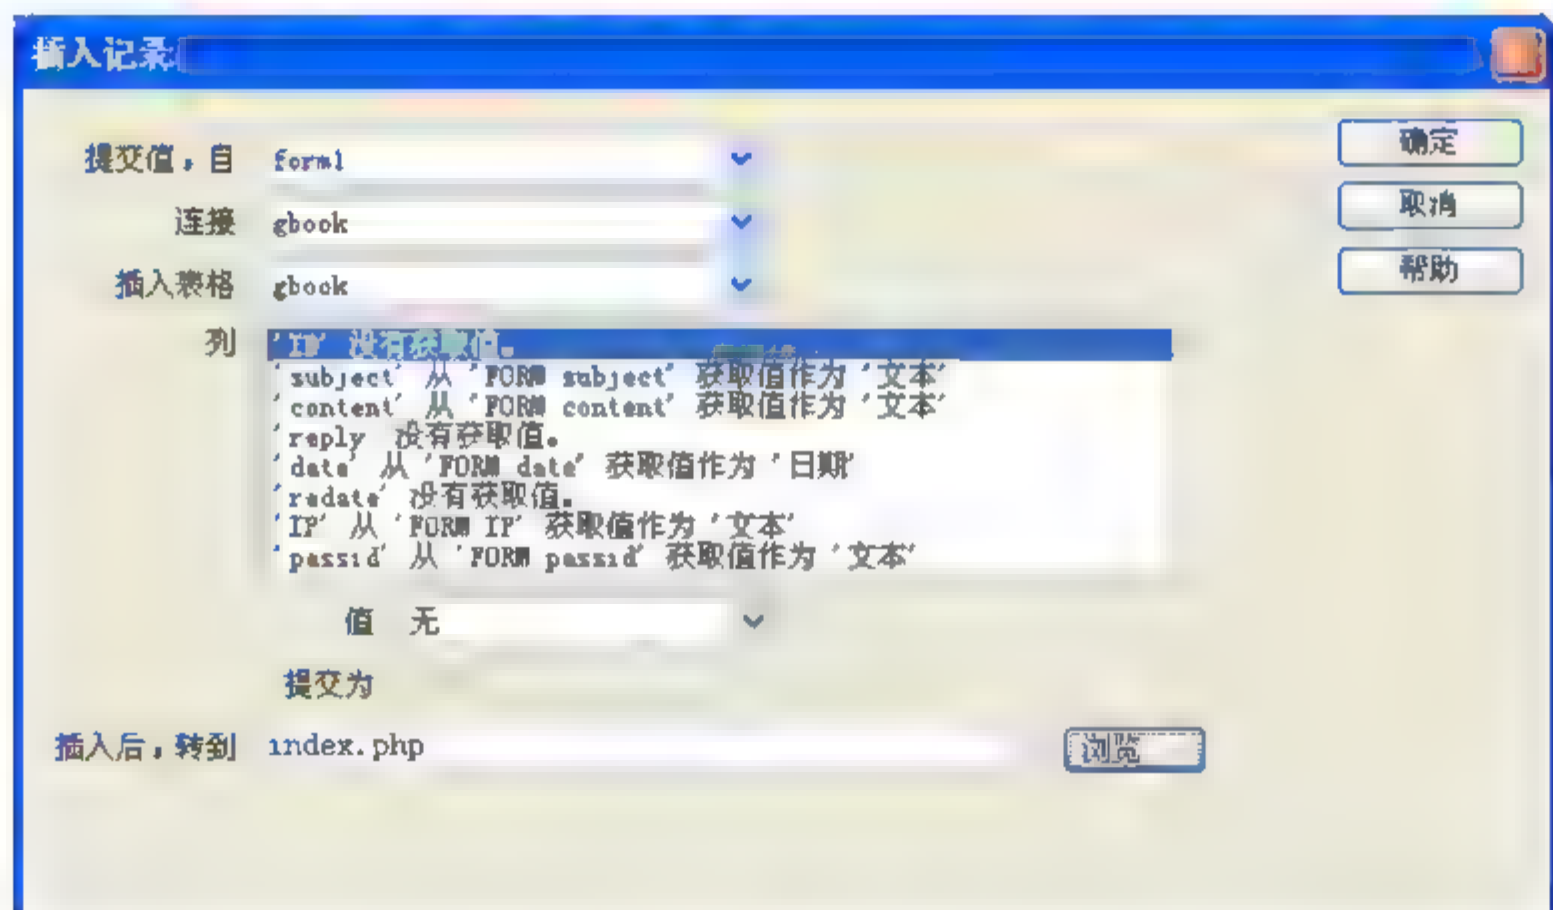 插入记录
提交值，自 form1
确定
连接 gbook
取消
插入表格 gbook
帮助
列 'ID' 没有获取值。
'subject' 从 'FORM subject' 获取值作为 '文本'
'content' 从 'FORM content' 获取值作为 '文本'
'reply' 没有获取值。
'date' 从 'FORM date' 获取值作为 '日期'
'redate' 没有获取值。
'IP' 从 'FORM IP' 获取值作为 '文本'
'passid' 从 'FORM passid' 获取值作为 '文本'
值 无
提交为
插入后，转到 index.php 浏览